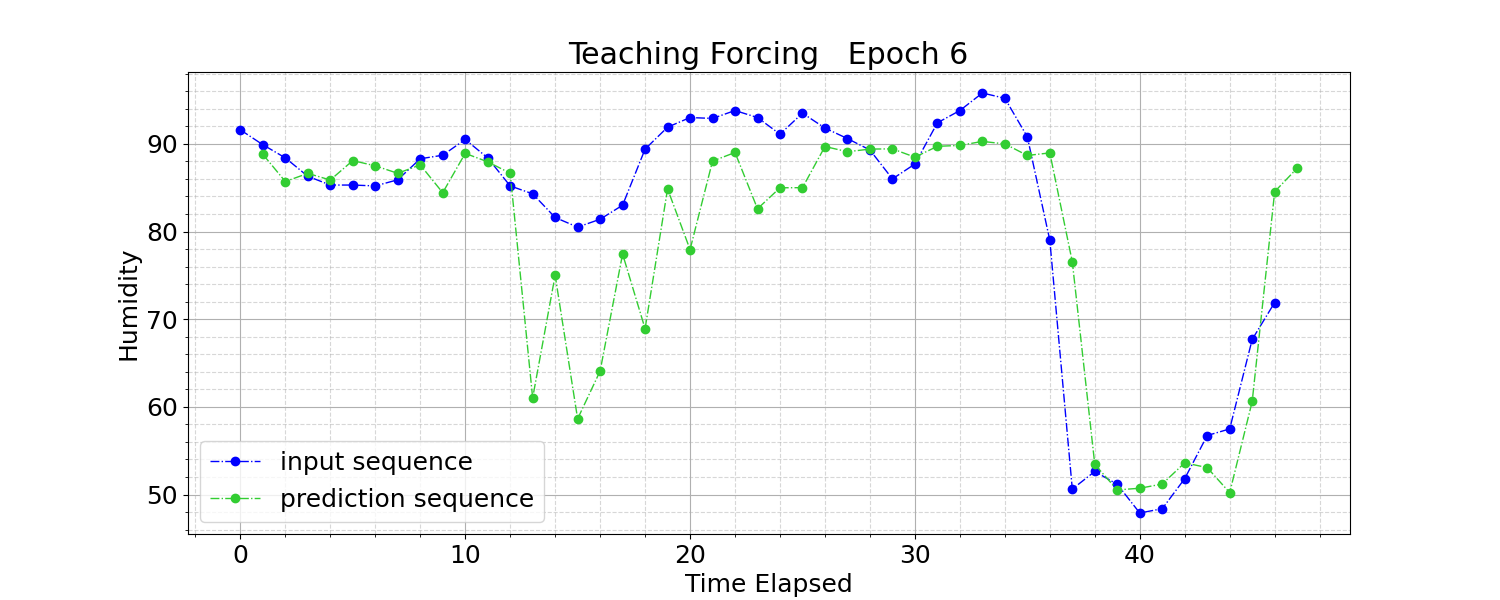 Teaching Forcing   Epoch 6
Humidity
90
80
70
60
50
input sequence
prediction sequence
0 10 20 30 40
Time Elapsed